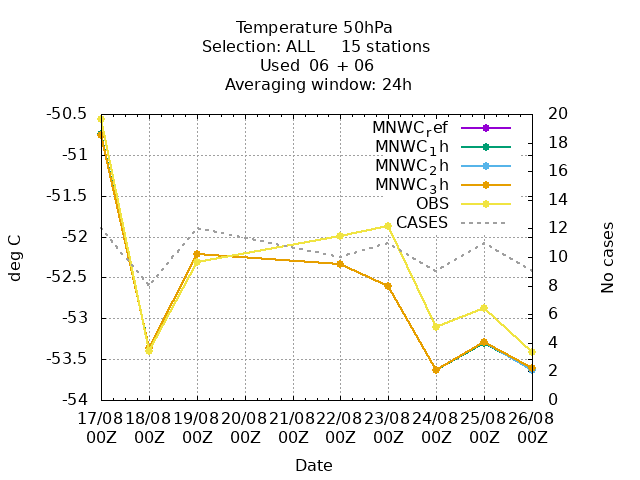 Temperature 50hPa
Selection: ALL 15 stations
Used 06 + 06
Averaging window: 24h
-50.5
-51
-51.5
-52
-52.5
-53
-53.5
-54
20
18
16
14
12
10
8
6
4
2
0
MNWC_ref
MNWC_1h
MNWC_2h
MNWC_3h
OBS
CASES
deg C
No cases
17/08 18/08 19/08 20/08 21/08 22/08 23/08 24/08 25/08 26/08
00Z 00Z 00Z 00Z 00Z 00Z 00Z 00Z 00Z 00Z
Date